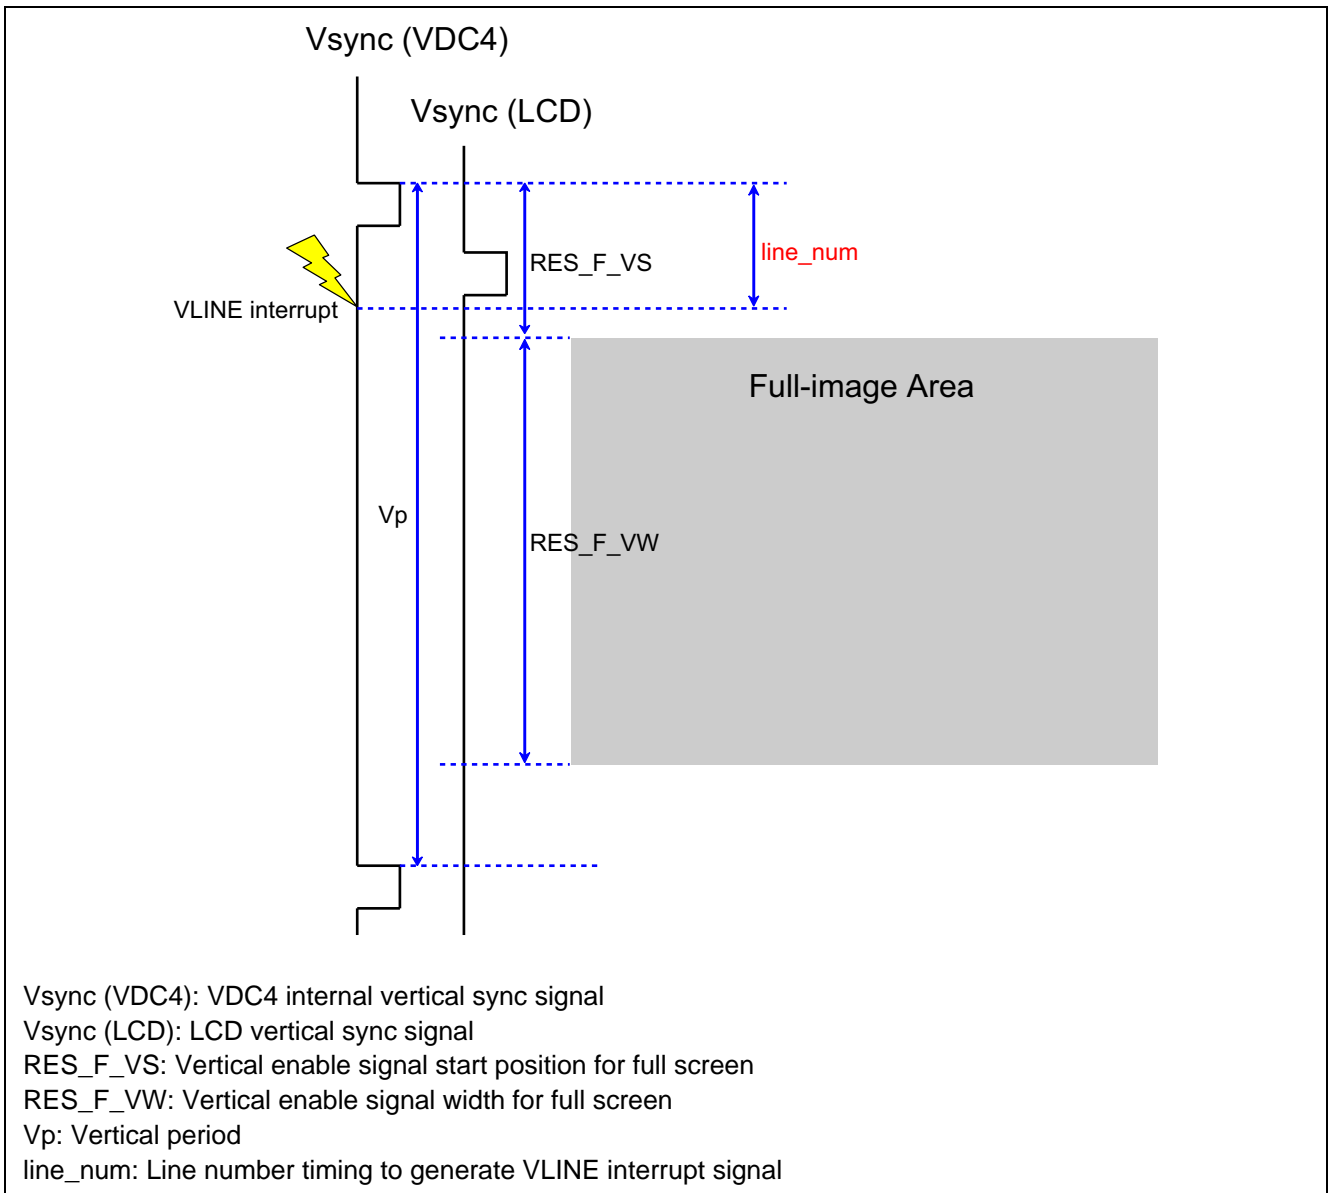 Vsync (VDC4)
Vsync (LCD)
RES_F_VS
line_num
VLINE interrupt
Full-image Area
Vp
RES_F_VW
Vsync (VDC4): VDC4 internal vertical sync signal
Vsync (LCD): LCD vertical sync signal
RES_F_VS: Vertical enable signal start position for full screen
RES_F_VW: Vertical enable signal width for full screen
Vp: Vertical period
line_num: Line number timing to generate VLINE interrupt signal